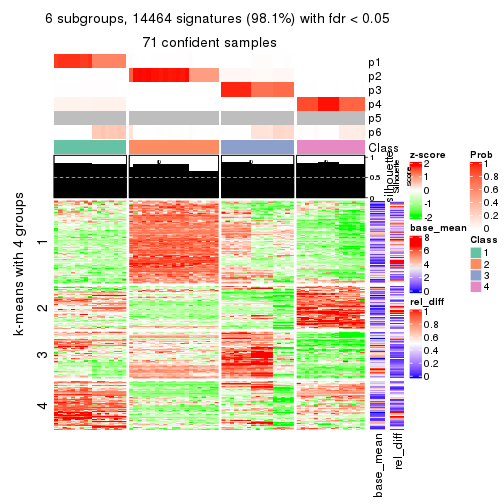 6 subgroups, 14464 signatures (98.1%) with fdr < 0.05
71 confident samples
p1
p2
p3
p4
p5
p6
Class
1
0.5
0
silhouette
k-means with 4 groups
1
2
3
4
base_mean
rel_diff
z-score
2
1
0
-1
-2
base_mean
8
6
4
2
0
rel_diff
1
0.8
0.6
0.4
0.2
0
Prob
1
0.8
0.6
0.4
0.2
0
Class
1
2
3
4